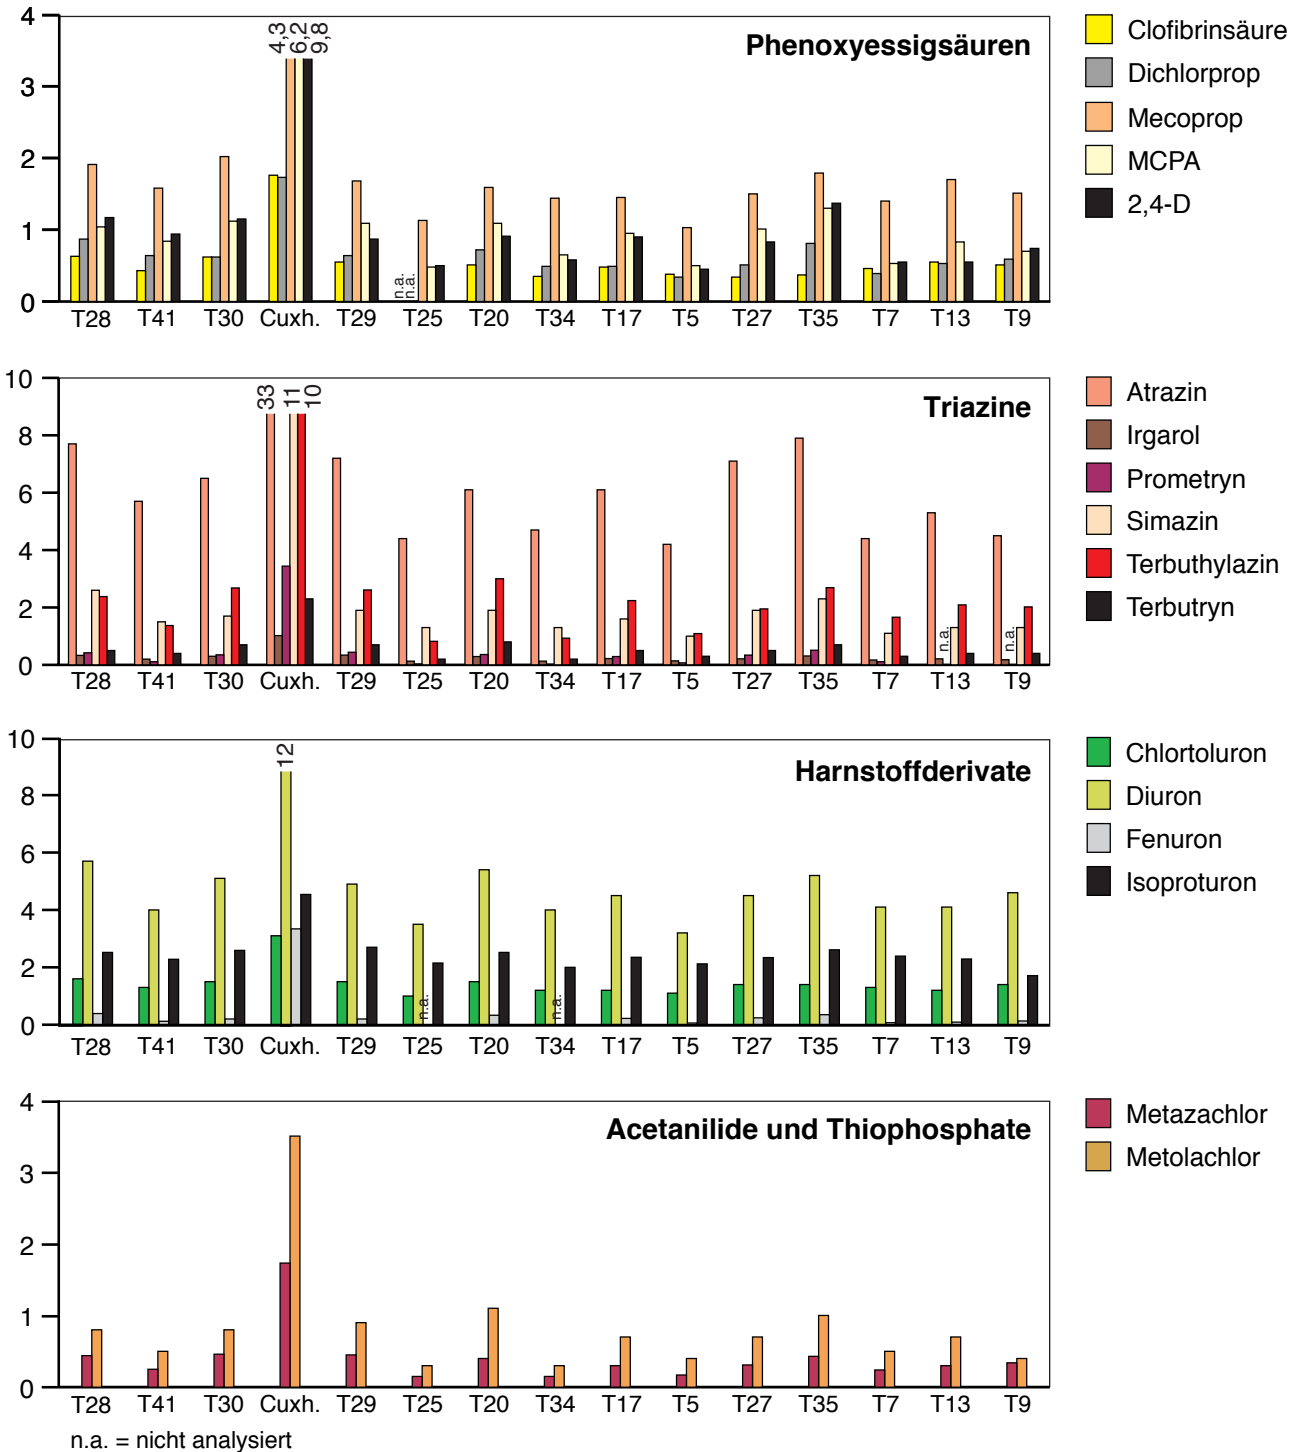 Phenoxyessigsäuren
4
3
2
1
0
4,3
6,2
9,8
n.a.
n.a.
T28 T41 T30 Cuxh. T29 T25 T20 T34 T17 T5 T27 T35 T7 T13 T9
Clofibrinsäure
Dichlorprop
Mecoprop
MCPA
2,4-D
Triazine
10
8
6
4
2
0
33
11
10
n.a.
n.a.
T28 T41 T30 Cuxh. T29 T25 T20 T34 T17 T5 T27 T35 T7 T13 T9
Atrazin
Irgarol
Prometryn
Simazin
Terbuthylazin
Terbutryn
Harnstoffderivate
10
8
6
4
2
0
12
n.a.
n.a.
T28 T41 T30 Cuxh. T29 T25 T20 T34 T17 T5 T27 T35 T7 T13 T9
Chlortoluron
Diuron
Fenuron
Isoproturon
Acetanilide und Thiophosphate
4
3
2
1
0
T28 T41 T30 Cuxh. T29 T25 T20 T34 T17 T5 T27 T35 T7 T13 T9
Metazachlor
Metolachlor
n.a. = nicht analysiert